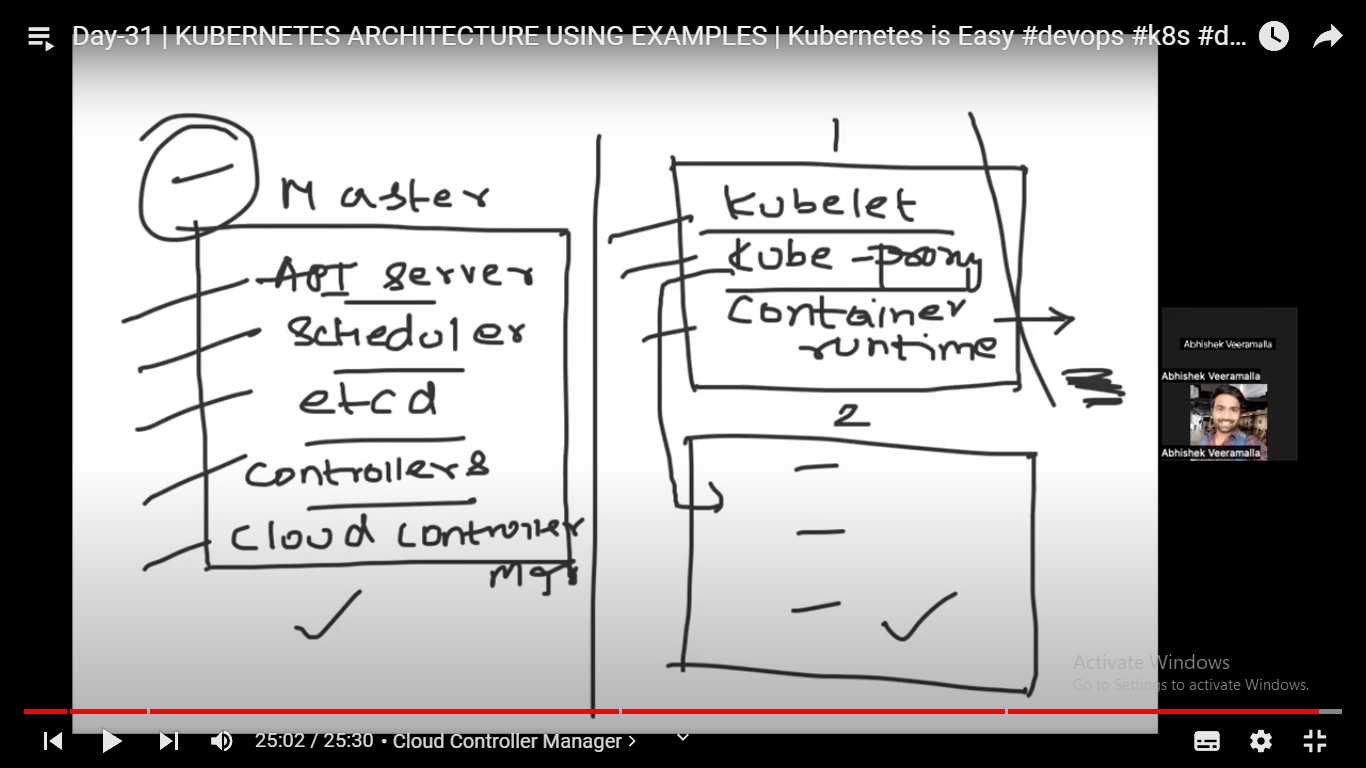 Day-31 | KUBERNETES ARCHITECTURE USING EXAMPLES | Kubernetes is Easy #devops #k8s #d...
Master
API server
scheduler
etcd
controllers
cloud controller
mgr
1
Kubelet
Kube-proxy
Container
runtime
2
Abhishek Veeramalla
Abhishek Veeramalla
Abhishek Veeramalla
Activate Windows
Go to Settings to activate Windows.
25:02 / 25:30 • Cloud Controller Manager ›